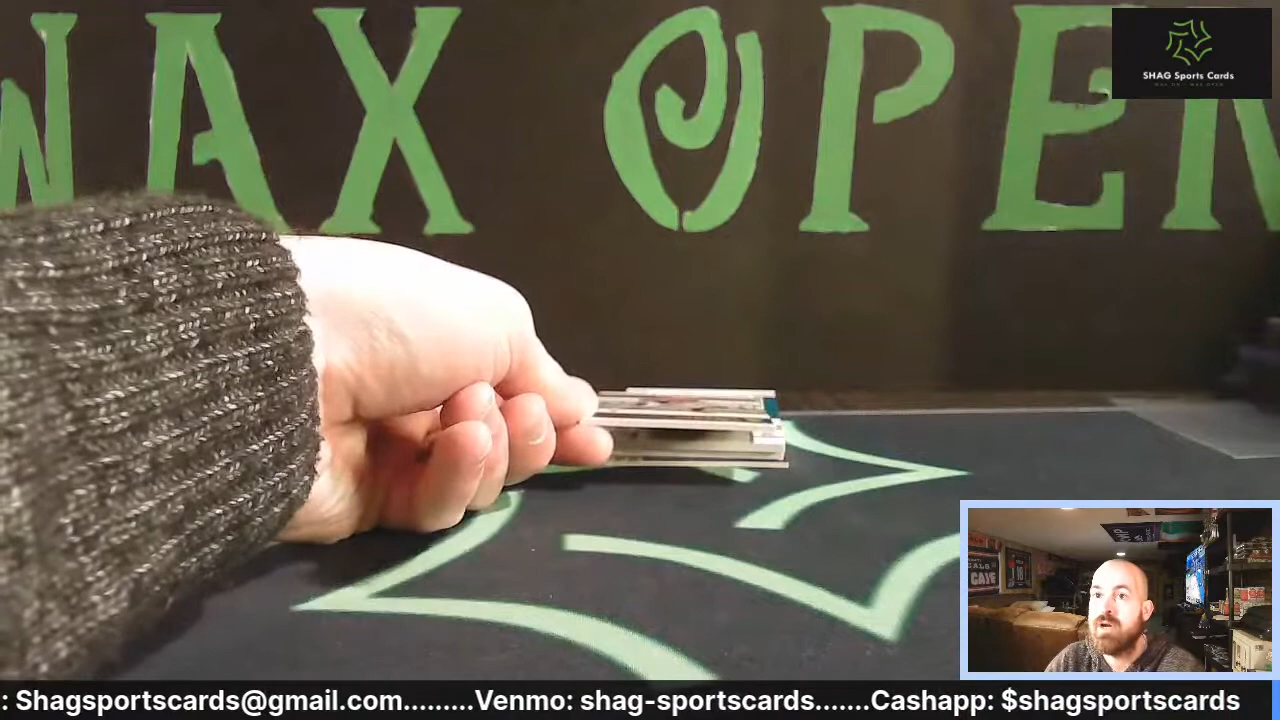 WAX OPEN
SHAG Sports Cards
: Shagsportscards@gmail.com.........Venmo: shag-sportscards.......Cashapp: $shagsportscards